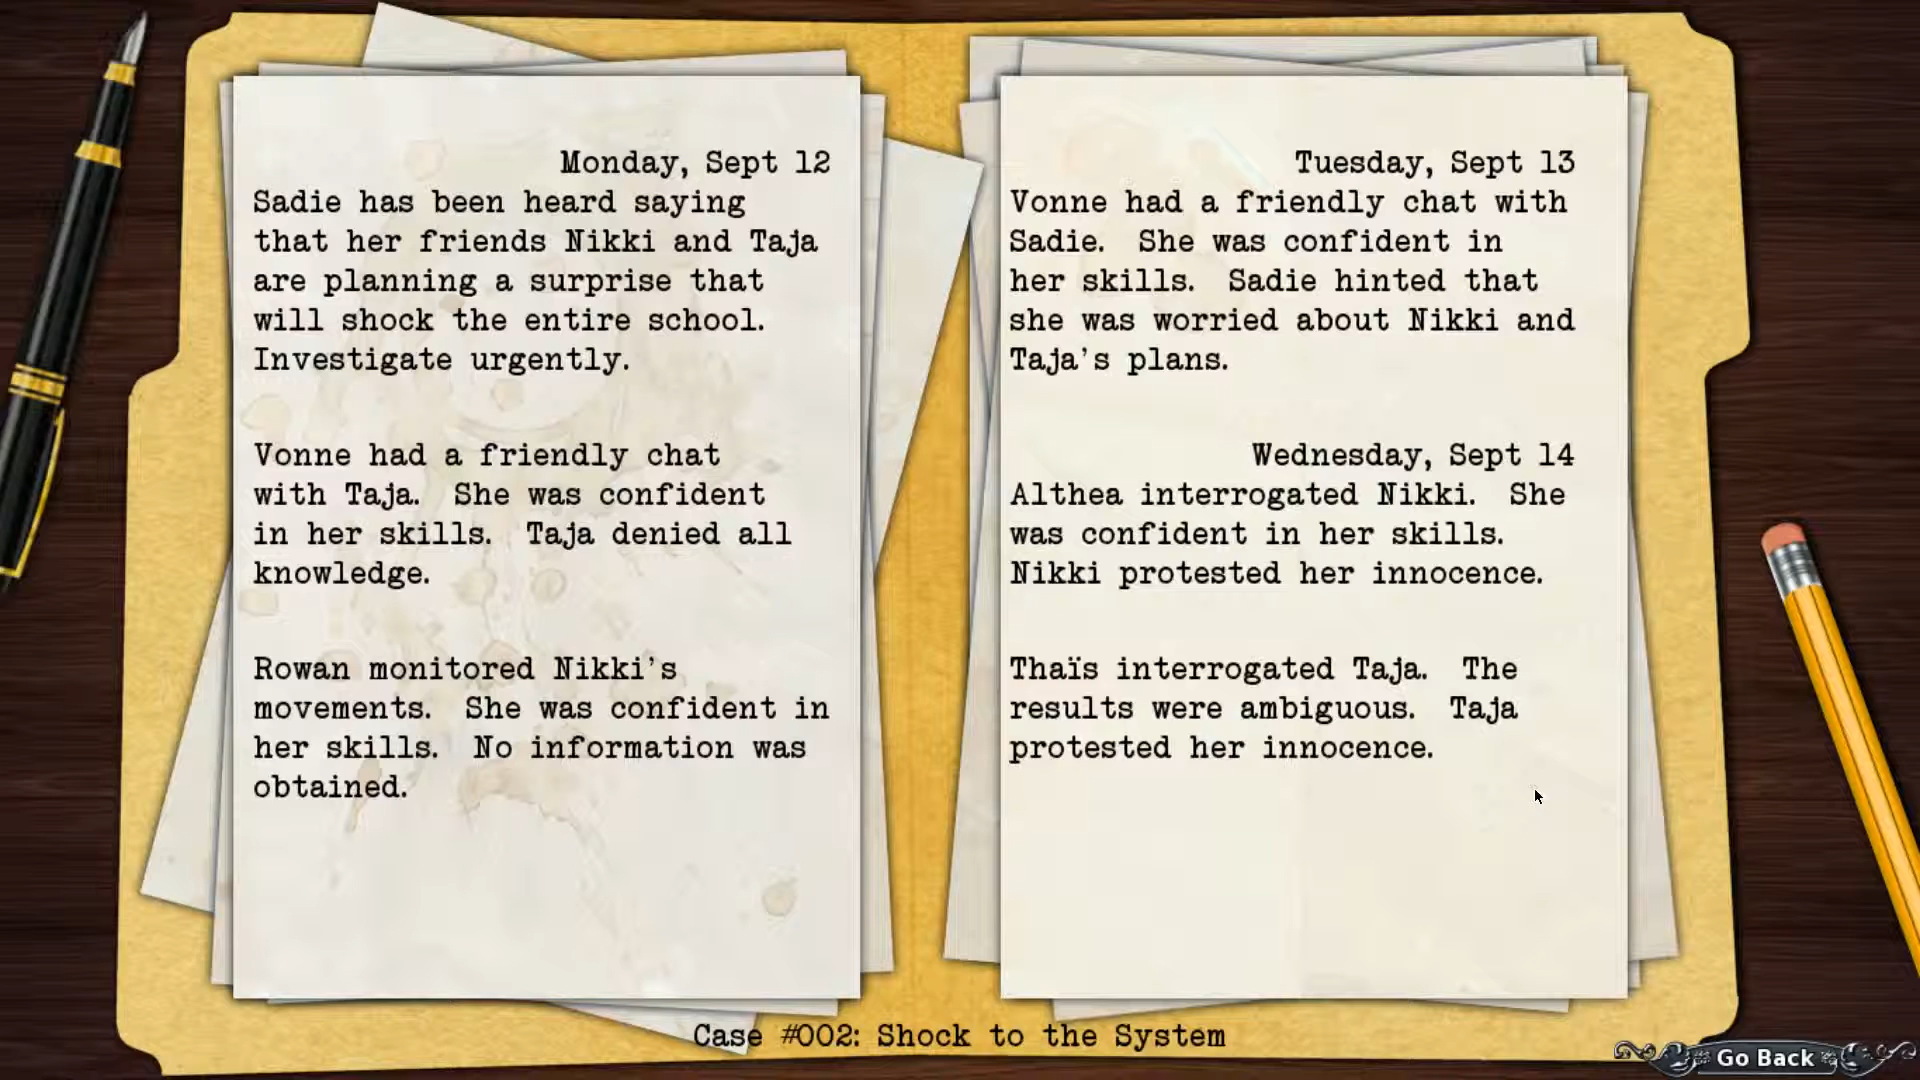 Monday, Sept 12
Sadie has been heard saying
that her friends Nikki and Taja
are planning a surprise that
will shock the entire school.
Investigate urgently.
Vonne had a friendly chat
with Taja.  She was confident
in her skills.  Taja denied all
knowledge.
Rowan monitored Nikki's
movements.  She was confident in
her skills.  No information was
obtained.
Tuesday, Sept 13
Vonne had a friendly chat with
Sadie.  She was confident in
her skills.  Sadie hinted that
she was worried about Nikki and
Taja's plans.
Wednesday, Sept 14
Althea interrogated Nikki.  She
was confident in her skills.
Nikki protested her innocence.
Thaïs interrogated Taja.  The
results were ambiguous.  Taja
protested her innocence.
Case #002: Shock to the System
Go Back